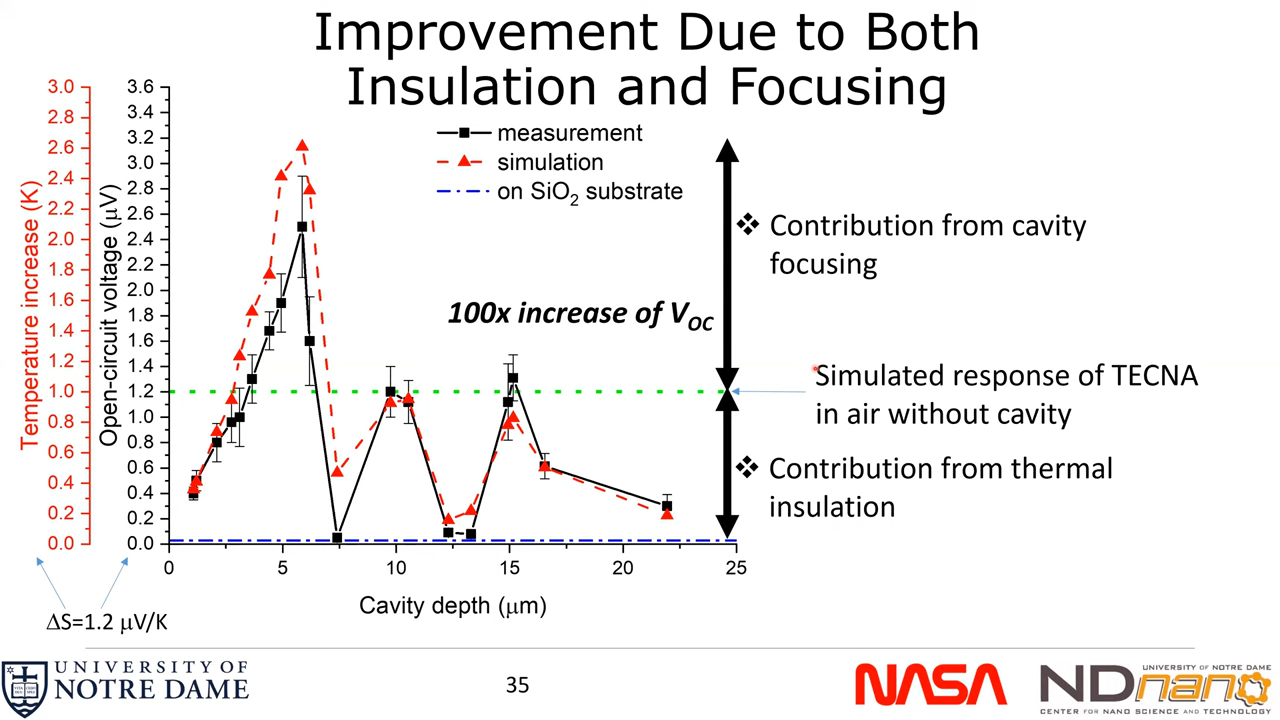 Improvement Due to Both
Insulation and Focusing
3.0
2.8
2.6
2.4
2.2
2.0
1.8
1.6
1.4
1.2
1.0
0.8
0.6
0.4
0.2
0.0
Temperature increase (K)
3.6
3.4
3.2
3.0
2.8
2.6
2.4
2.2
2.0
1.8
1.6
1.4
1.2
1.0
0.8
0.6
0.4
0.2
0.0
Open-circuit voltage (μV)
measurement
simulation
on SiO2 substrate
100x increase of VOC
❖ Contribution from cavity
focusing
Simulated response of TECNA
in air without cavity
❖ Contribution from thermal
insulation
0 5 10 15 20 25
Cavity depth (μm)
ΔS=1.2 μV/K
UNIVERSITY OF
NOTRE DAME
VITA
DUL
CEDO
SPES
35
NASA
UNIVERSITY OF NOTRE DAME
NDnano
CENTER FOR NANO SCIENCE AND TECHNOLOGY